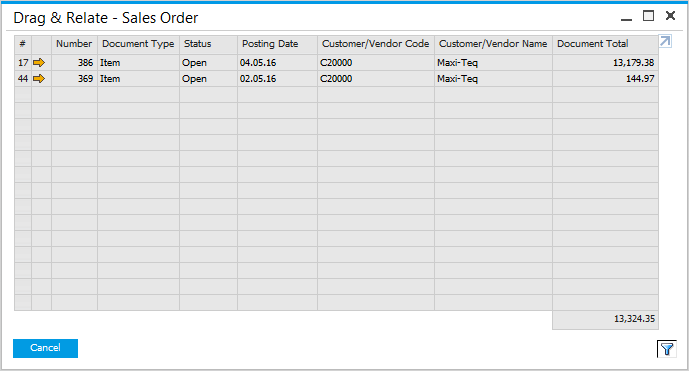 Drag & Relate - Sales Order
# Number Document Type Status Posting Date Customer/Vendor Code Customer/Vendor Name Document Total
17 386 Item Open 04.05.16 C20000 Maxi-Teq 13,179.38
44 369 Item Open 02.05.16 C20000 Maxi-Teq 144.97
13,324.35
Cancel